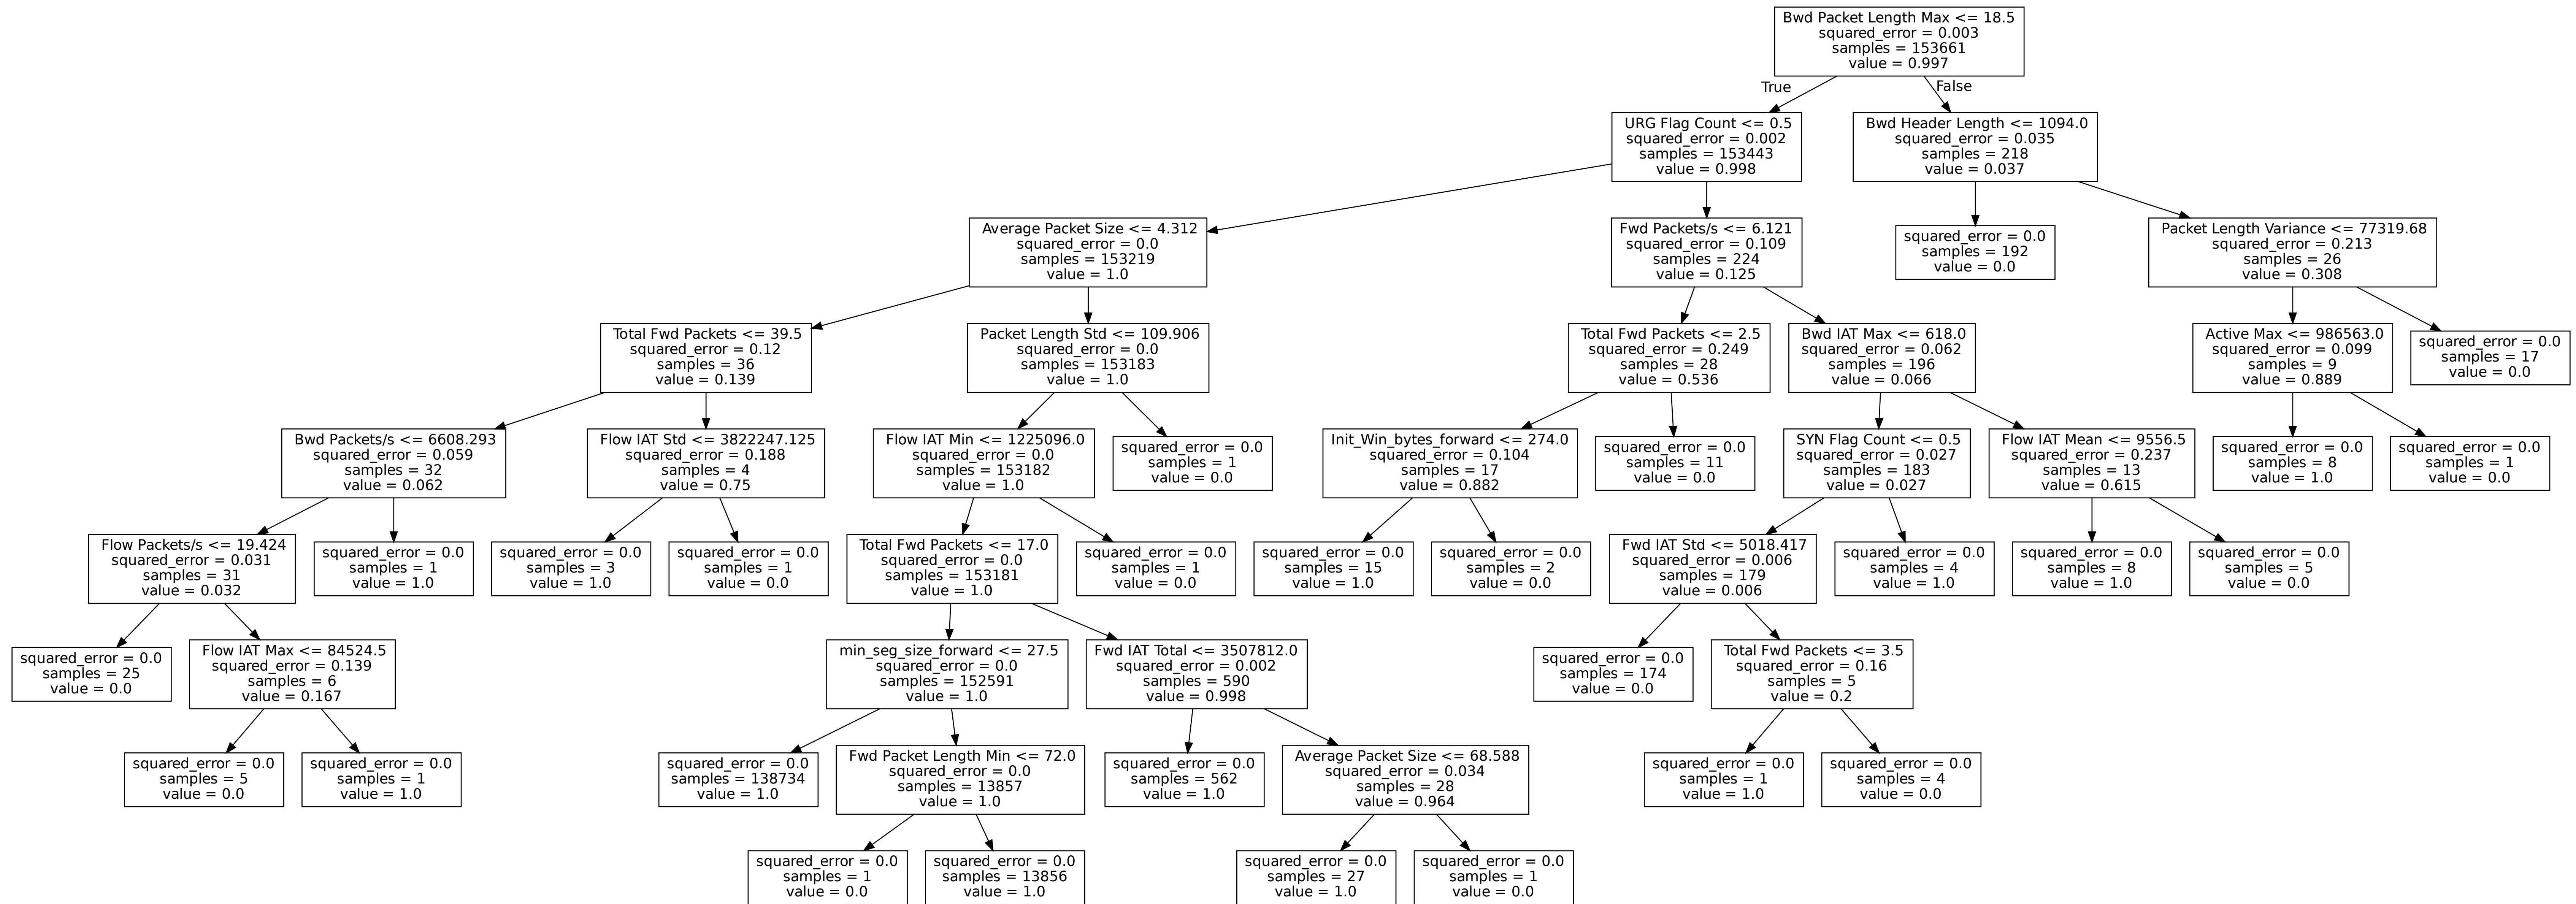 Bwd Packet Length Max <= 18.5
squared_error = 0.003
samples = 153661
value = 0.997
True
False
URG Flag Count <= 0.5
squared_error = 0.002
samples = 153443
value = 0.998
Bwd Header Length <= 1094.0
squared_error = 0.035
samples = 218
value = 0.037
Average Packet Size <= 4.312
squared_error = 0.0
samples = 153219
value = 1.0
Fwd Packets/s <= 6.121
squared_error = 0.109
samples = 224
value = 0.125
squared_error = 0.0
samples = 192
value = 0.0
Packet Length Variance <= 77319.68
squared_error = 0.213
samples = 26
value = 0.308
Total Fwd Packets <= 39.5
squared_error = 0.12
samples = 36
value = 0.139
Packet Length Std <= 109.906
squared_error = 0.0
samples = 153183
value = 1.0
Total Fwd Packets <= 2.5
squared_error = 0.249
samples = 28
value = 0.536
Bwd IAT Max <= 618.0
squared_error = 0.062
samples = 196
value = 0.066
Active Max <= 986563.0
squared_error = 0.099
samples = 9
value = 0.889
squared_error = 0.0
samples = 17
value = 0.0
Bwd Packets/s <= 6608.293
squared_error = 0.059
samples = 32
value = 0.062
Flow IAT Std <= 3822247.125
squared_error = 0.188
samples = 4
value = 0.75
Flow IAT Min <= 1225096.0
squared_error = 0.0
samples = 153182
value = 1.0
squared_error = 0.0
samples = 1
value = 0.0
Init_Win_bytes_forward <= 274.0
squared_error = 0.104
samples = 17
value = 0.882
squared_error = 0.0
samples = 11
value = 0.0
SYN Flag Count <= 0.5
squared_error = 0.027
samples = 183
value = 0.027
Flow IAT Mean <= 9556.5
squared_error = 0.237
samples = 13
value = 0.615
squared_error = 0.0
samples = 8
value = 1.0
squared_error = 0.0
samples = 1
value = 0.0
Flow Packets/s <= 19.424
squared_error = 0.031
samples = 31
value = 0.032
squared_error = 0.0
samples = 1
value = 1.0
squared_error = 0.0
samples = 3
value = 1.0
squared_error = 0.0
samples = 1
value = 0.0
Total Fwd Packets <= 17.0
squared_error = 0.0
samples = 153181
value = 1.0
squared_error = 0.0
samples = 1
value = 0.0
squared_error = 0.0
samples = 15
value = 1.0
squared_error = 0.0
samples = 2
value = 0.0
Fwd IAT Std <= 5018.417
squared_error = 0.006
samples = 179
value = 0.006
squared_error = 0.0
samples = 4
value = 1.0
squared_error = 0.0
samples = 8
value = 1.0
squared_error = 0.0
samples = 5
value = 0.0
squared_error = 0.0
samples = 25
value = 0.0
Flow IAT Max <= 84524.5
squared_error = 0.139
samples = 6
value = 0.167
min_seg_size_forward <= 27.5
squared_error = 0.0
samples = 152591
value = 1.0
Fwd IAT Total <= 3507812.0
squared_error = 0.002
samples = 590
value = 0.998
squared_error = 0.0
samples = 174
value = 0.0
Total Fwd Packets <= 3.5
squared_error = 0.16
samples = 5
value = 0.2
squared_error = 0.0
samples = 5
value = 0.0
squared_error = 0.0
samples = 1
value = 1.0
squared_error = 0.0
samples = 138734
value = 1.0
Fwd Packet Length Min <= 72.0
squared_error = 0.0
samples = 13857
value = 1.0
squared_error = 0.0
samples = 562
value = 1.0
Average Packet Size <= 68.588
squared_error = 0.034
samples = 28
value = 0.964
squared_error = 0.0
samples = 1
value = 1.0
squared_error = 0.0
samples = 4
value = 0.0
squared_error = 0.0
samples = 1
value = 0.0
squared_error = 0.0
samples = 13856
value = 1.0
squared_error = 0.0
samples = 27
value = 1.0
squared_error = 0.0
samples = 1
value = 0.0